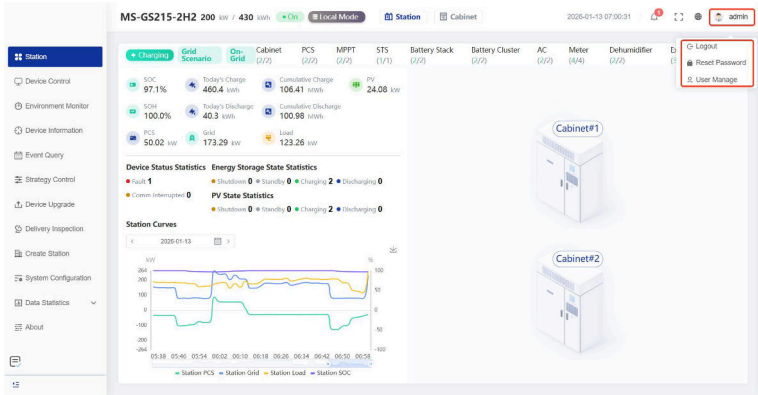 MS-GS215-2H2 200 kW / 430 kWh On Local Mode Station Cabinet 2026-01-13 07:00:31 admin
Logout
Reset Password
User Manage
Station
Device Control
Environment Monitor
Device Information
Event Query
Strategy Control
Device Upgrade
Delivery Inspection
Create Station
System Configuration
Data Statistics
About
Charging Grid Scenario On-Grid
Cabinet (2/2)
PCS (2/2)
MPPT (2/2)
STS (1/1)
Battery Stack (2/2)
Battery Cluster (2/2)
AC (2/2)
Meter (4/4)
Dehumidifier (2/2)
SOC 97.1%
Today's Charge 460.4 kWh
Cumulative Charge 106.41 MWh
PV 24.08 kW
SOH 100.0%
Today's Discharge 40.3 kWh
Cumulative Discharge 100.98 MWh
PCS 50.02 kW
Grid 173.29 kW
Load 123.26 kW
Device Status Statistics Energy Storage State Statistics
Fault 1 Shutdown 0 Standby 0 Charging 2 Discharging 0
Comm Interrupted 0 PV State Statistics
Shutdown 0 Standby 0 Charging 2 Discharging 0
Station Curves
< 2026-01-13 >
kW %
264 200 100 0 -100 -200 -264
100 50 0 -50 -100
05:38 05:46 05:54 06:02 06:10 06:18 06:26 06:34 06:42 06:50 06:58
Station PCS Station Grid Station Load Station SOC
Cabinet#1
Cabinet#2